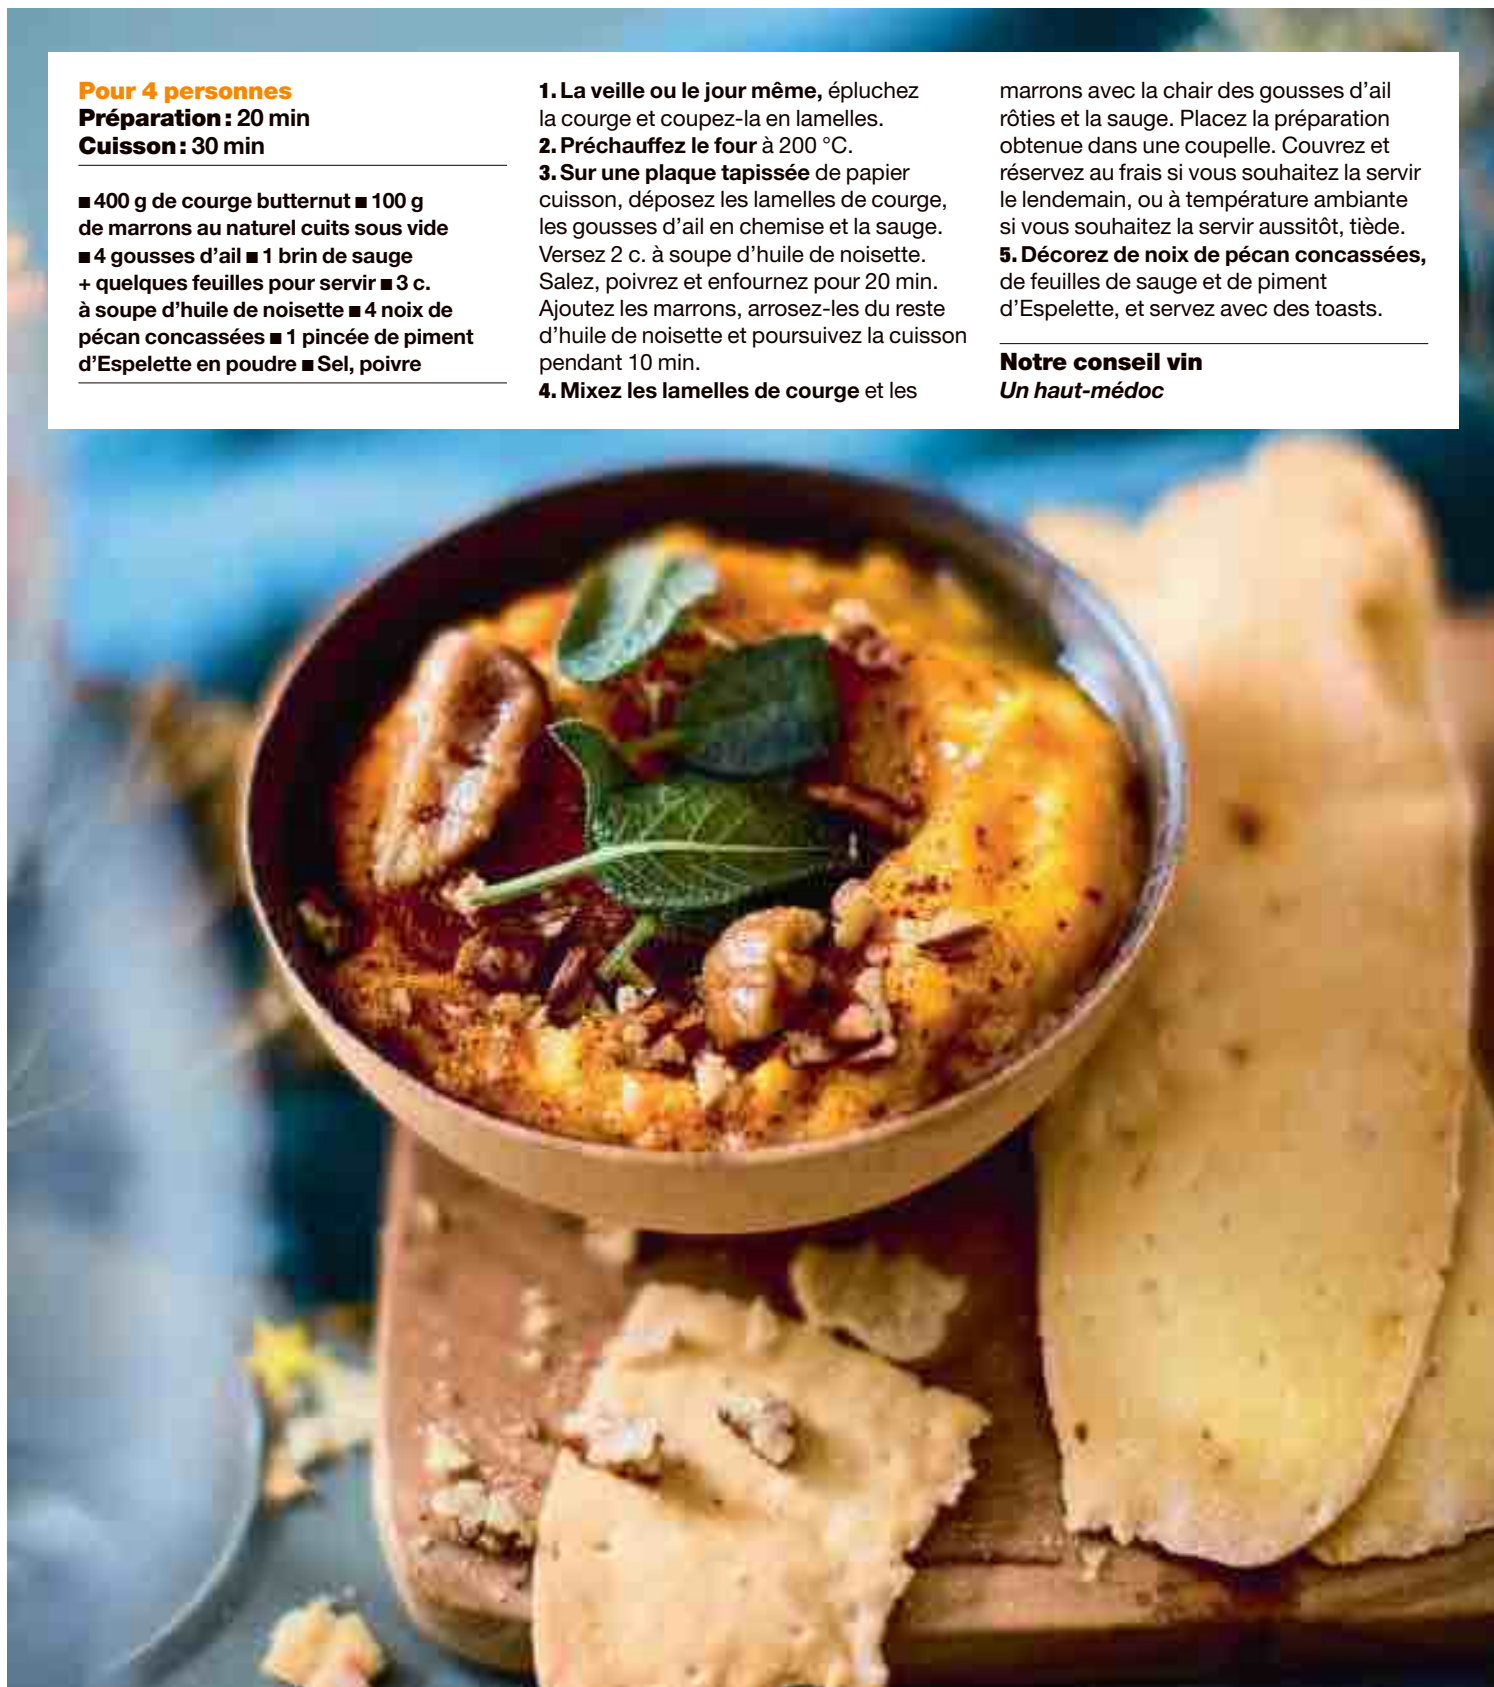 Pour 4 personnes
Préparation : 20 min
Cuisson : 30 min
■ 400 g de courge butternut ■ 100 g
de marrons au naturel cuits sous vide
■ 4 gousses d’ail ■ 1 brin de sauge
+ quelques feuilles pour servir ■ 3 c.
à soupe d’huile de noisette ■ 4 noix de
pécan concassées ■ 1 pincée de piment
d’Espelette en poudre ■ Sel, poivre
1. La veille ou le jour même, épluchez
la courge et coupez-la en lamelles.
2. Préchauffez le four à 200 °C.
3. Sur une plaque tapissée de papier
cuisson, déposez les lamelles de courge,
les gousses d’ail en chemise et la sauge.
Versez 2 c. à soupe d’huile de noisette.
Salez, poivrez et enfournez pour 20 min.
Ajoutez les marrons, arrosez-les du reste
d’huile de noisette et poursuivez la cuisson
pendant 10 min.
4. Mixez les lamelles de courge et les
marrons avec la chair des gousses d’ail
rôties et la sauge. Placez la préparation
obtenue dans une coupelle. Couvrez et
réservez au frais si vous souhaitez la servir
le lendemain, ou à température ambiante
si vous souhaitez la servir aussitôt, tiède.
5. Décorez de noix de pécan concassées,
de feuilles de sauge et de piment
d’Espelette, et servez avec des toasts.
Notre conseil vin
Un haut-médoc